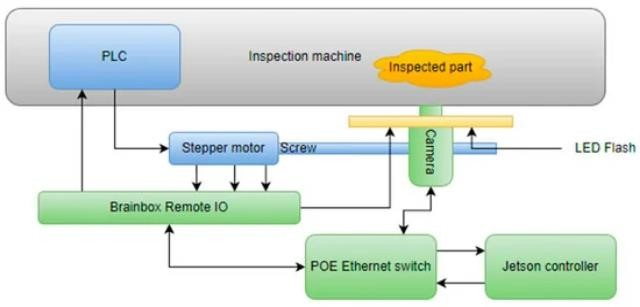 PLC
Inspection machine
Inspected part
Stepper motor
Screw
Camera
LED Flash
Brainbox Remote IO
POE Ethernet switch
Jetson controller